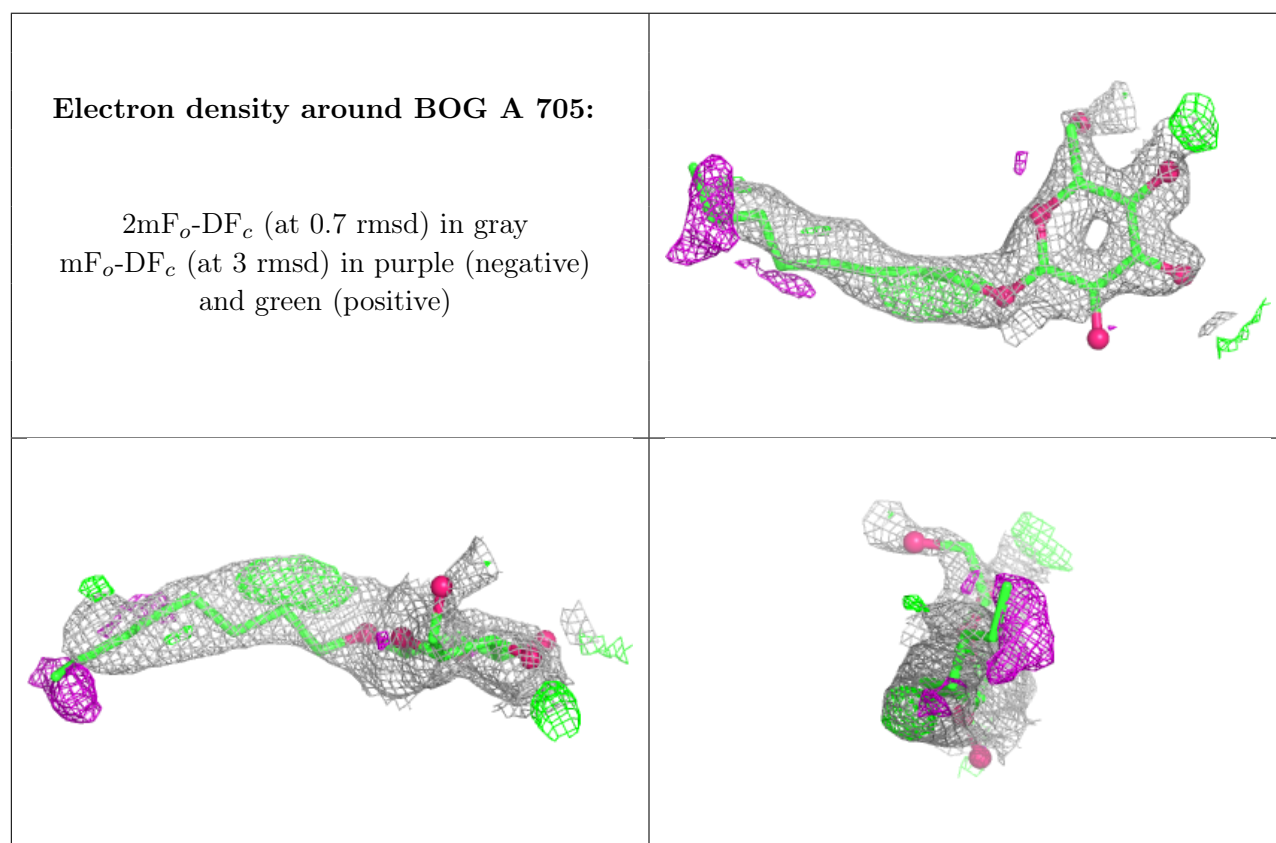 Electron density around BOG A 705:
2mFo-DFc (at 0.7 rmsd) in gray
mFo-DFc (at 3 rmsd) in purple (negative)
and green (positive)